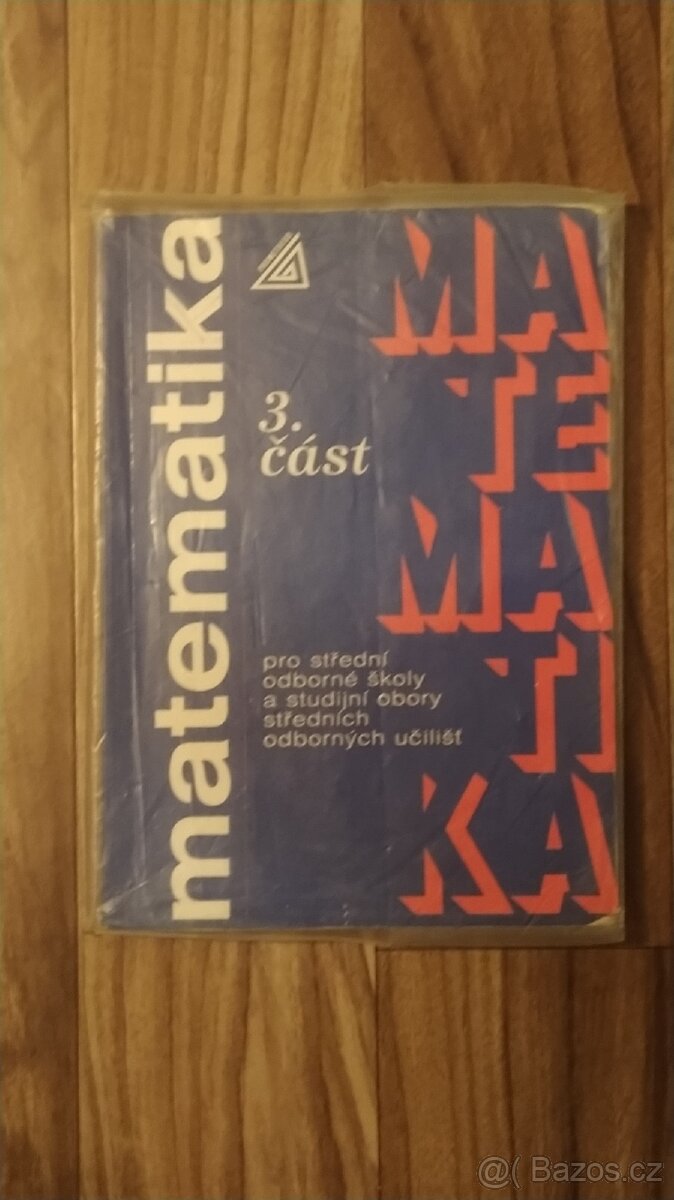 matematika
3.
část
pro střední
odborné školy
a studijní obory
středních
odborných učilišť
MA
TE
MA
TI
KA
@( Bazos.cz